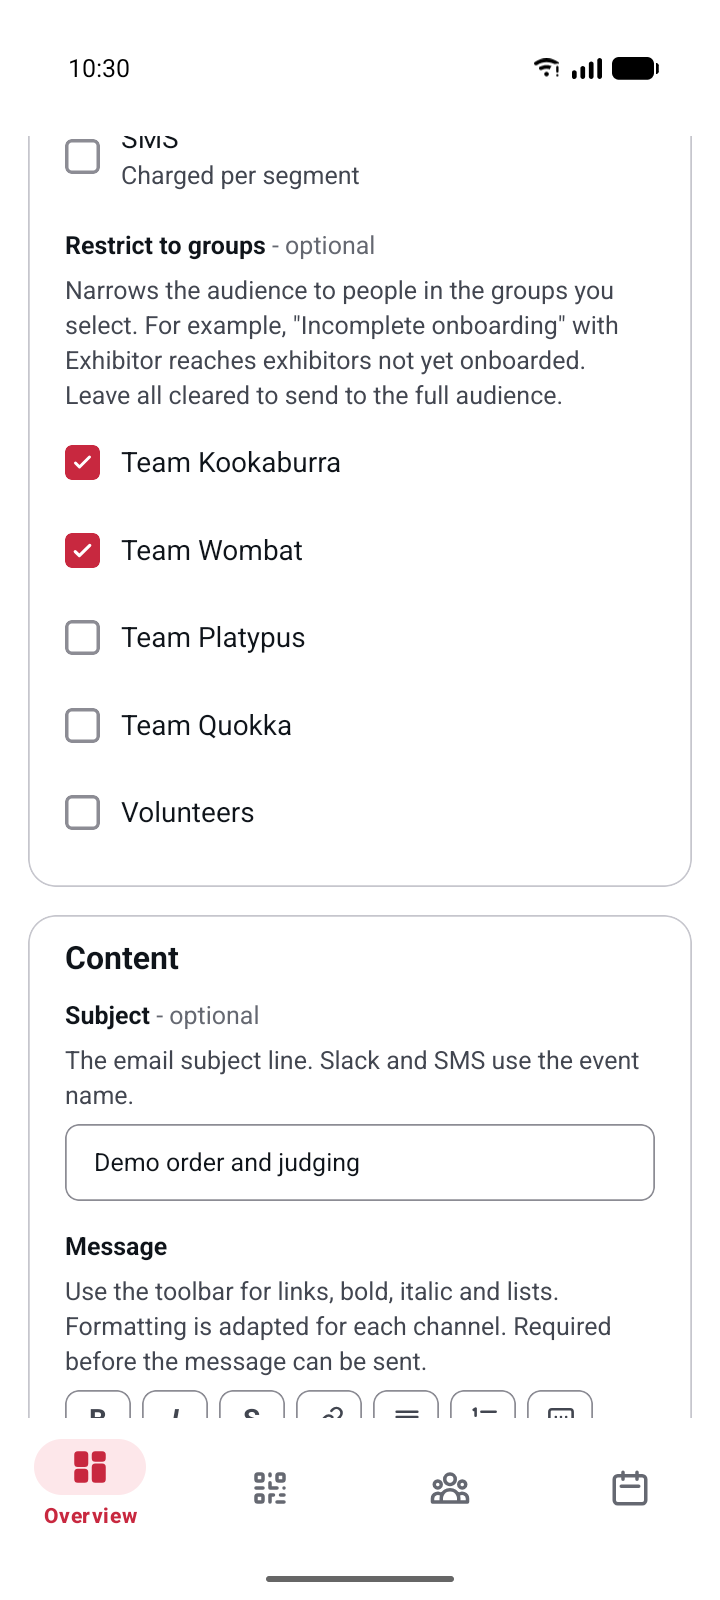 10:30
SMS
Charged per segment
Restrict to groups - optional
Narrows the audience to people in the groups you
select. For example, "Incomplete onboarding" with
Exhibitor reaches exhibitors not yet onboarded.
Leave all cleared to send to the full audience.
Team Kookaburra
Team Wombat
Team Platypus
Team Quokka
Volunteers
Content
Subject - optional
The email subject line. Slack and SMS use the event
name.
Demo order and judging
Message
Use the toolbar for links, bold, italic and lists.
Formatting is adapted for each channel. Required
before the message can be sent.
B I S
Overview